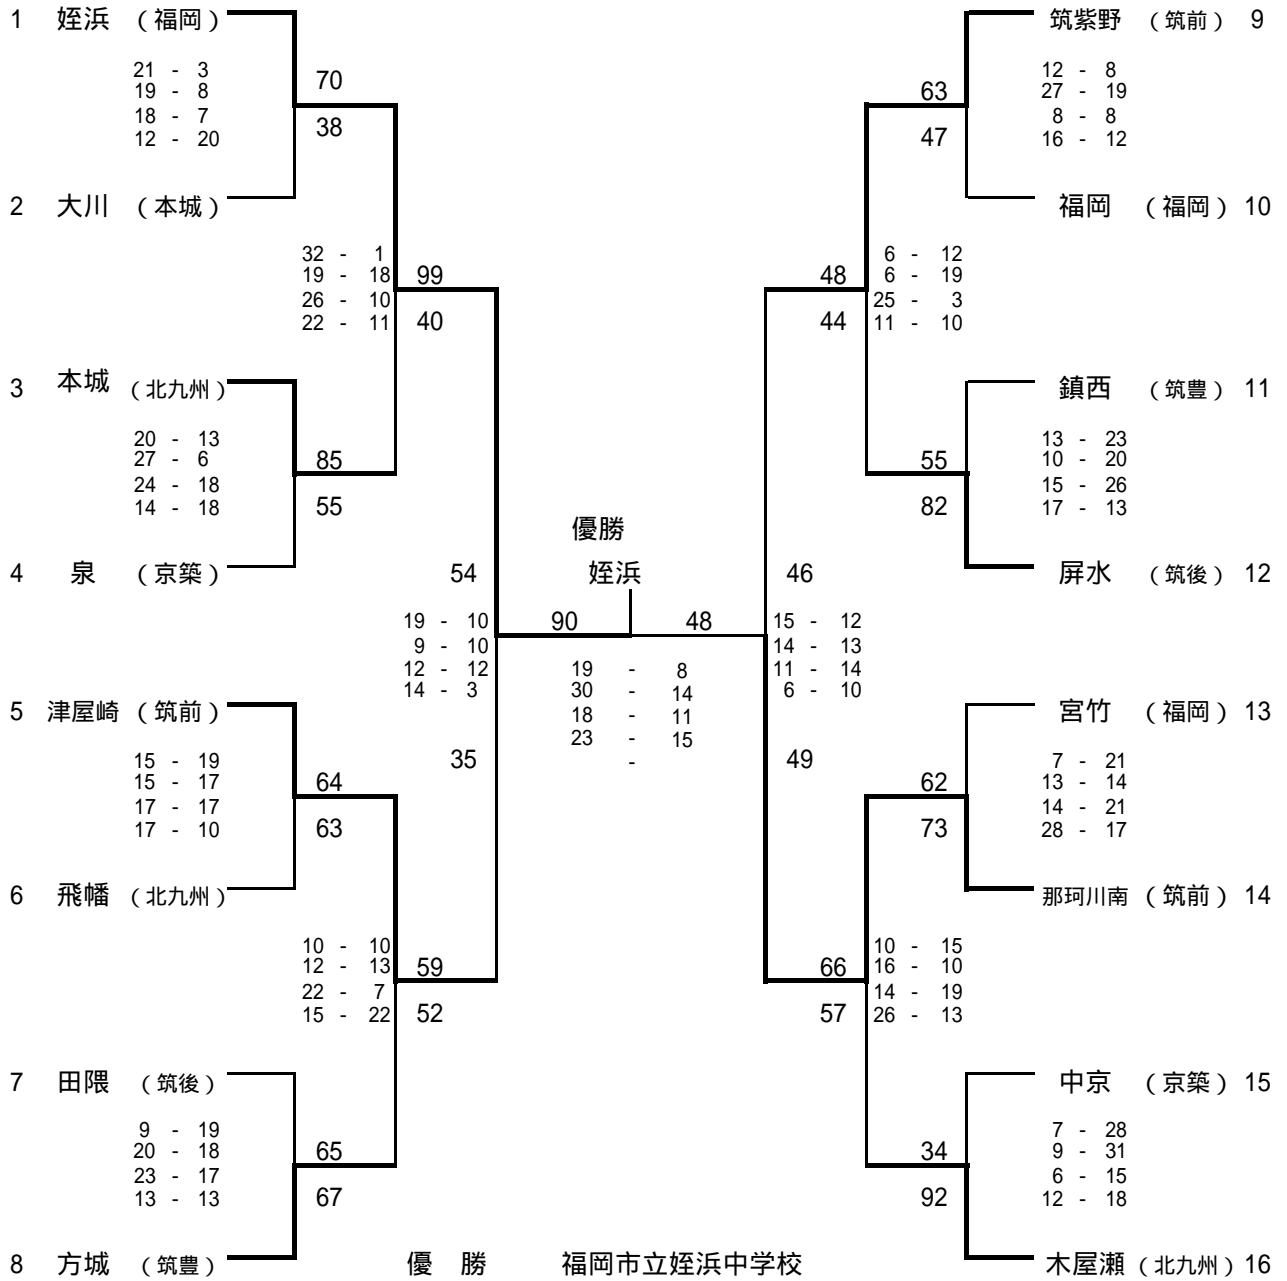 1 姪浜 （福岡）
21 - 3
19 - 8
18 - 7
12 - 20
70
38
2 大川 （本城）
32 - 1
19 - 18
26 - 10
22 - 11
99
40
3 本城 （北九州）
20 - 13
27 - 6
24 - 18
14 - 18
85
55
4 泉 （京築）
54
19 - 10
9 - 10
12 - 12
14 - 3
35
5 津屋崎 （筑前）
15 - 19
15 - 17
17 - 17
17 - 10
64
63
6 飛幡 （北九州）
10 - 10
12 - 13
22 - 7
15 - 22
59
52
7 田隈 （筑後）
9 - 19
20 - 18
23 - 17
13 - 13
65
67
8 方城 （筑豊）
優勝
姪浜
90 48
19 - 8
30 - 14
18 - 11
23 - 15
-
筑紫野 （筑前） 9
12 - 8
27 - 19
8 - 8
16 - 12
63
47
福岡 （福岡） 10
6 - 12
6 - 19
25 - 3
11 - 10
48
44
鎮西 （筑豊） 11
13 - 23
10 - 20
15 - 26
17 - 13
55
82
屏水 （筑後） 12
46
15 - 12
14 - 13
11 - 14
6 - 10
49
宮竹 （福岡） 13
7 - 21
13 - 14
14 - 21
28 - 17
62
73
那珂川南 （筑前） 14
10 - 15
16 - 10
14 - 19
26 - 13
66
57
中京 （京築） 15
7 - 28
9 - 31
6 - 15
12 - 18
34
92
木屋瀬 （北九州） 16
優 勝 福岡市立姪浜中学校